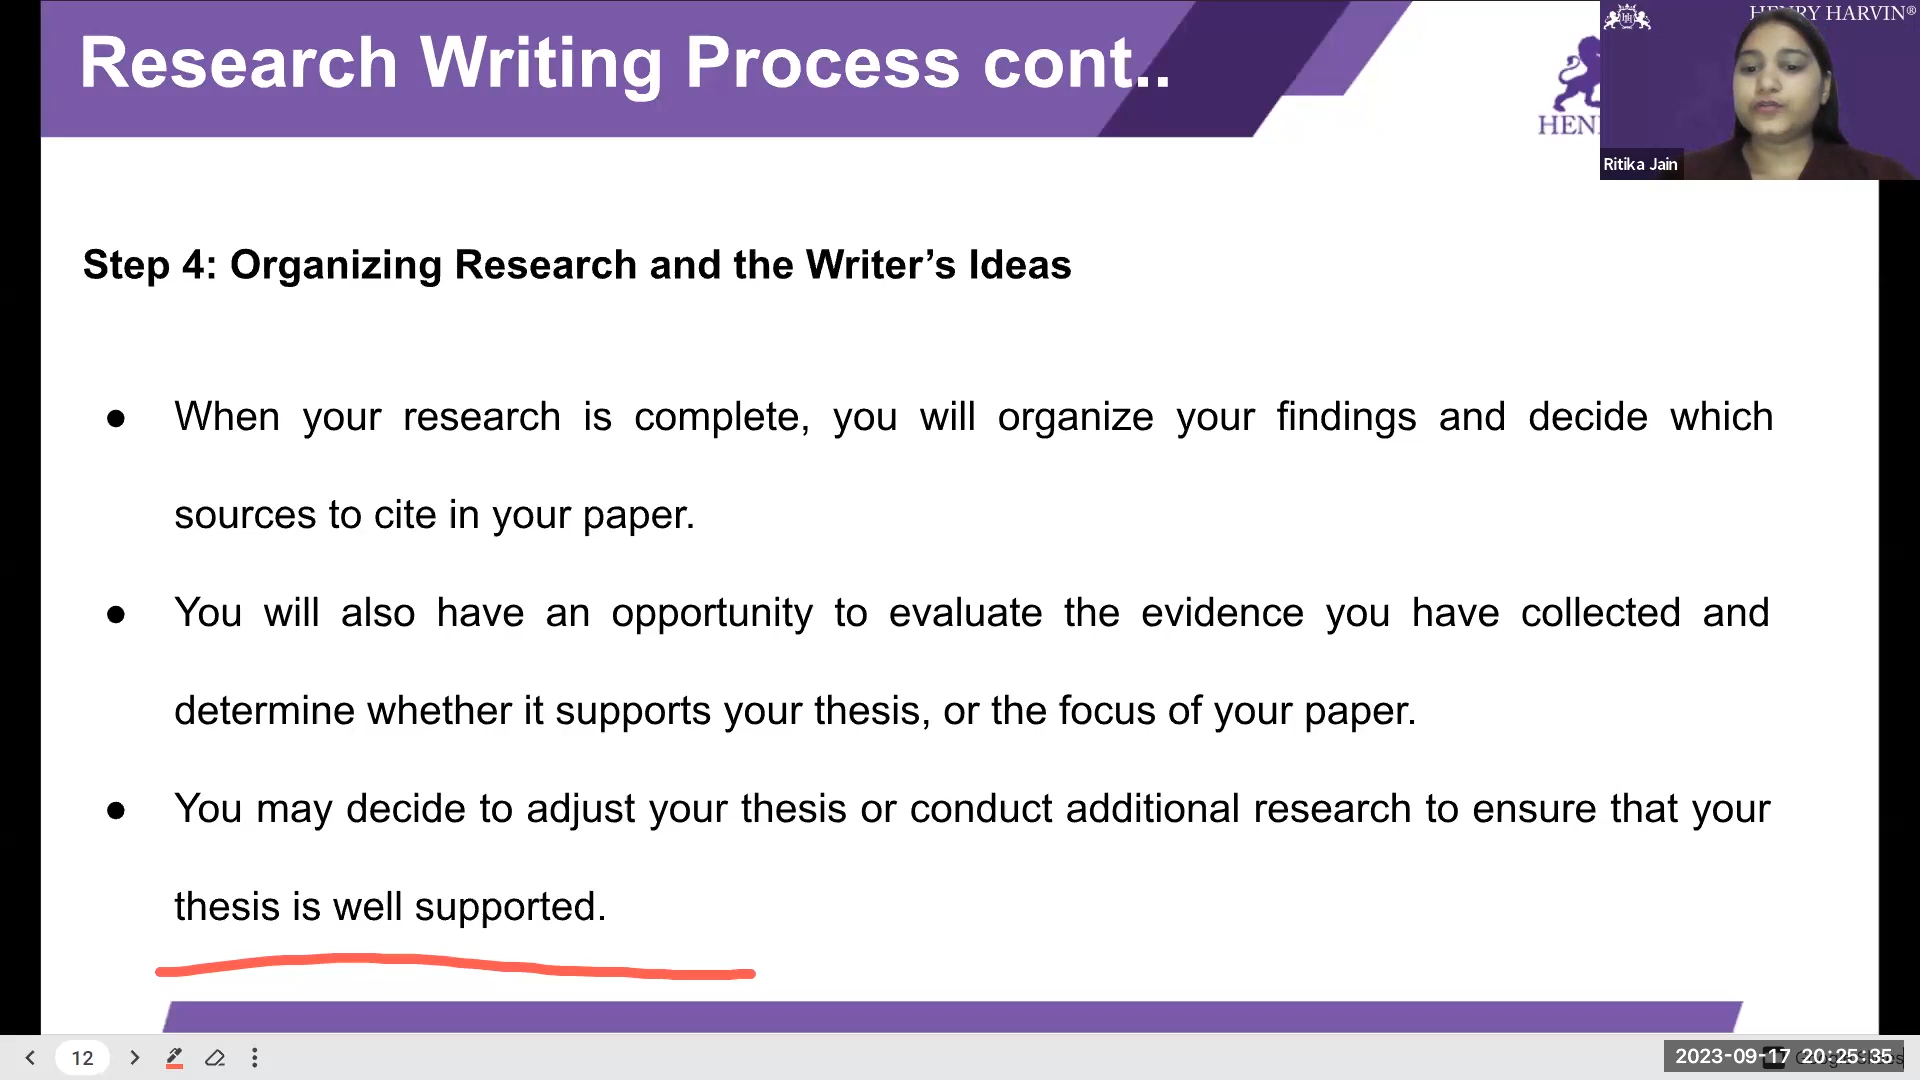 Research Writing Process cont..
HENRY HARVIN®
HEN
Ritika Jain
Step 4: Organizing Research and the Writer’s Ideas
● When your research is complete, you will organize your findings and decide which
sources to cite in your paper.
● You will also have an opportunity to evaluate the evidence you have collected and
determine whether it supports your thesis, or the focus of your paper.
● You may decide to adjust your thesis or conduct additional research to ensure that your
thesis is well supported.
12
2023-09-17 20:25:35